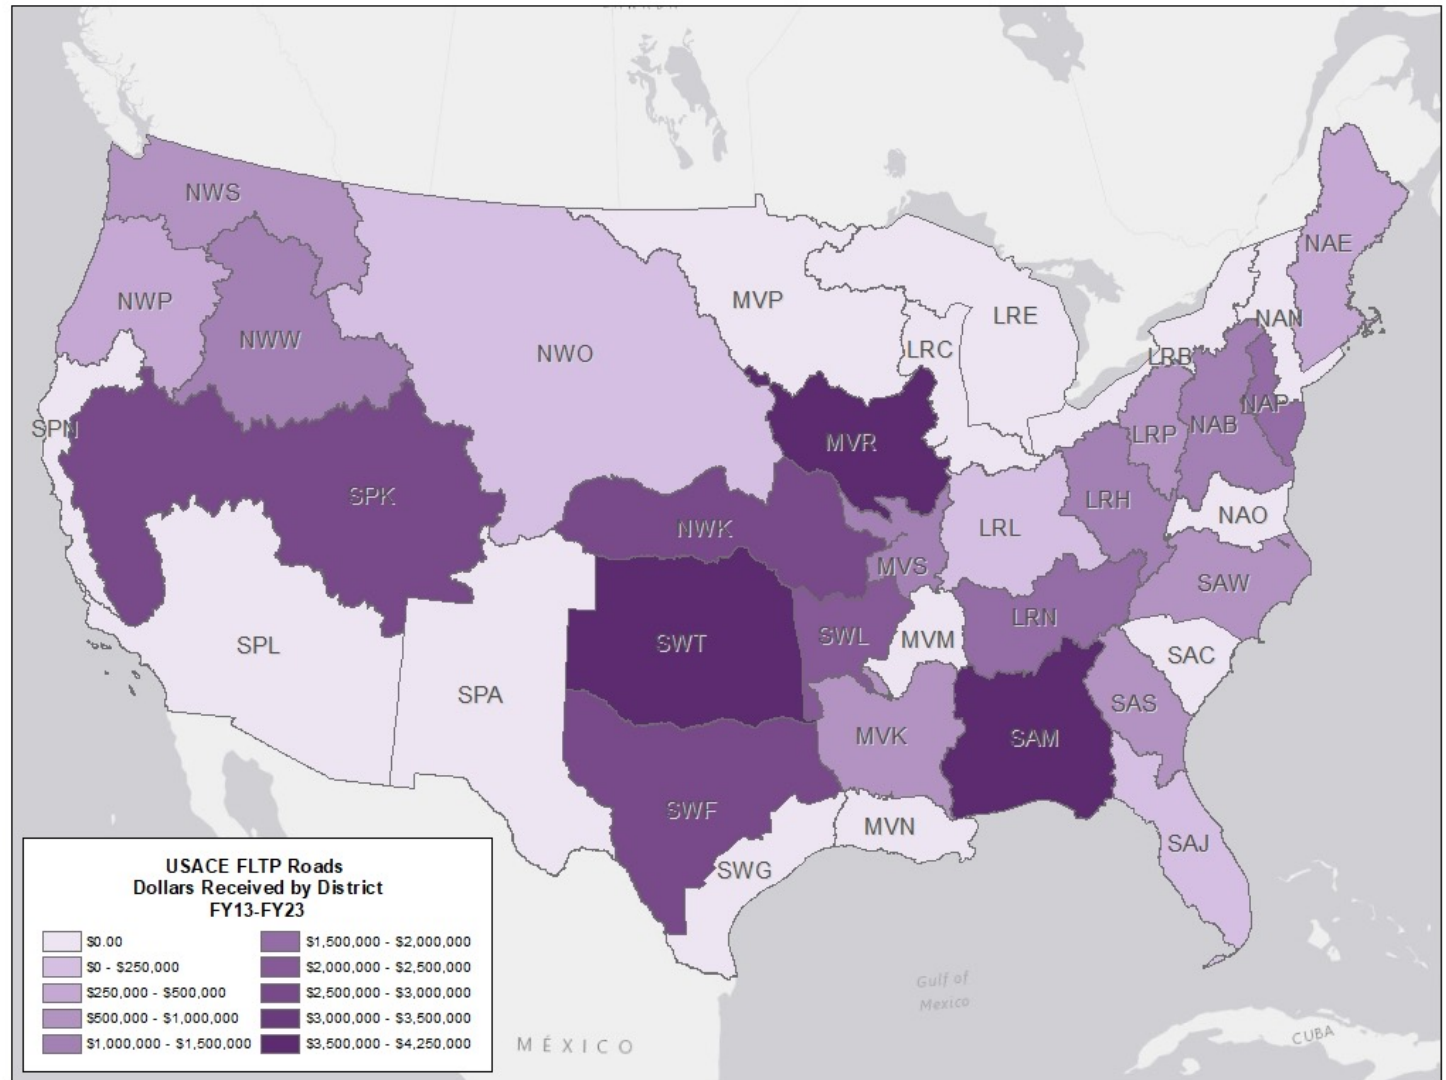 NWS
NAE
NWP
MVP
NAN
LRE
NWW
NWO
LRC
LRB
NAP
SPN
NAB
MVR
LRP
SPK
LRH
NWK
LRL
NAO
MVS
SAW
LRN
SWL
MVM
SPL
SWT
SAC
SPA
SAS
MVK
SAM
SWF
MVN
SAJ
SWG
USACE FLTP Roads
Dollars Received by District
FY13-FY23
$0.00
$0 - $250,000
$250,000 - $500,000
$500,000 - $1,000,000
$1,000,000 - $1,500,000
$1,500,000 - $2,000,000
$2,000,000 - $2,500,000
$2,500,000 - $3,000,000
$3,000,000 - $3,500,000
$3,500,000 - $4,250,000
Gulf of
Mexico
MÉXICO
CUBA